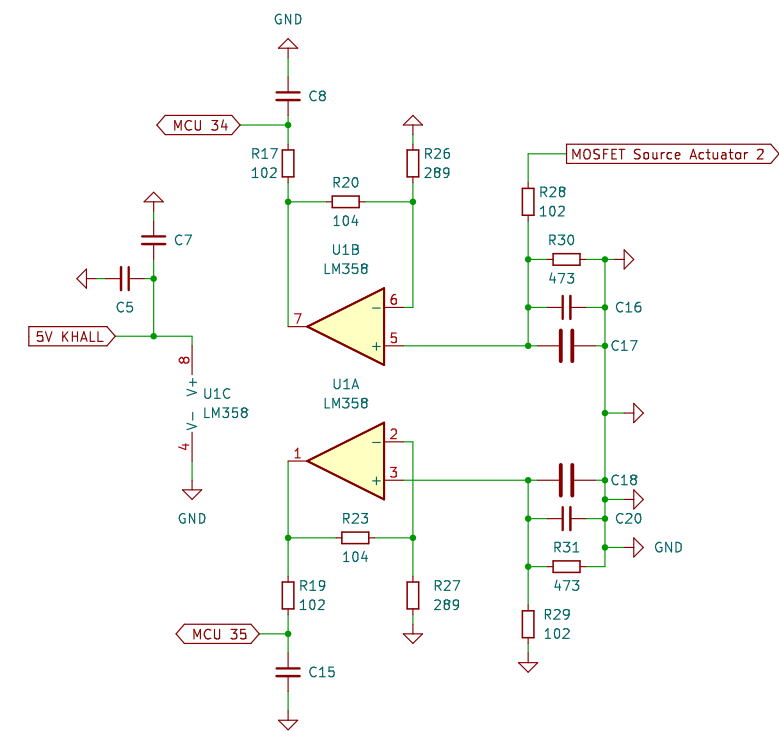 GND
C8
MCU 34
R17
102
R26
289
MOSFET Source Actuator 2
R20
104
R28
102
C7
R30
473
C5
U1B
LM358
6
−
7
5
+
C16
C17
5V KHALL
8
V+
U1C
LM358
V-
4
GND
U1A
LM358
2
−
1
3
+
C18
C20
GND
R23
104
R31
473
R19
102
R27
289
R29
102
MCU 35
C15